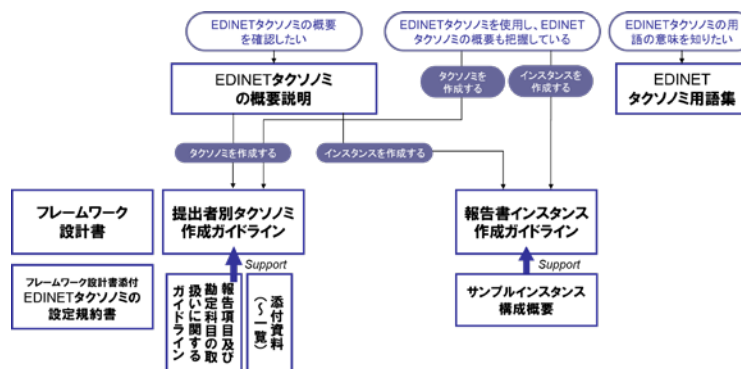 EDINETタクソノミの概要
を確認したい
EDINETタクソノミを使用し、EDINET
タクソノミの概要も把握している
EDINETタクソノミの用
語の意味を知りたい
EDINETタクソノミ
の概要説明
タクソノミを
作成する
インスタンスを
作成する
EDINET
タクソノミ用語集
タクソノミを作成する
インスタンスを作成する
フレームワーク
設計書
提出者別タクソノミ
作成ガイドライン
報告書インスタンス
作成ガイドライン
Support
Support
フレームワーク設計書添付
EDINETタクソノミの
設定規約書
報告項目及び
勘定科目の取
扱いに関する
ガイドライン
添付資料
（～一覧）
サンプルインスタンス
構成概要